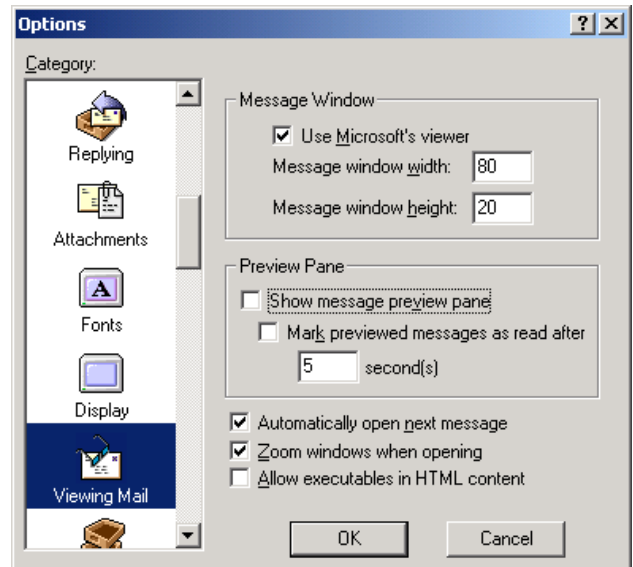 Options
Category:
Replying
Attachments
A
Fonts
Display
Viewing Mail
Message Window
Use Microsoft's viewer
Message window width: 80
Message window height: 20
Preview Pane
Show message preview pane
Mark previewed messages as read after
5 second(s)
Automatically open next message
Zoom windows when opening
Allow executables in HTML content
OK Cancel